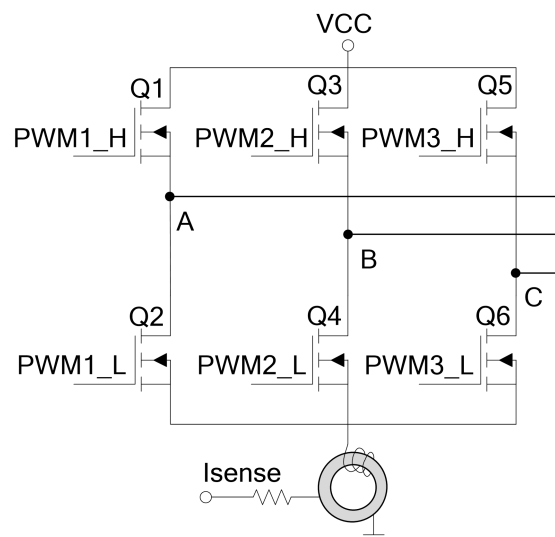 VCC
Q1
Q3
Q5
PWM1_H
PWM2_H
PWM3_H
A
B
C
Q2
Q4
Q6
PWM1_L
PWM2_L
PWM3_L
Isense